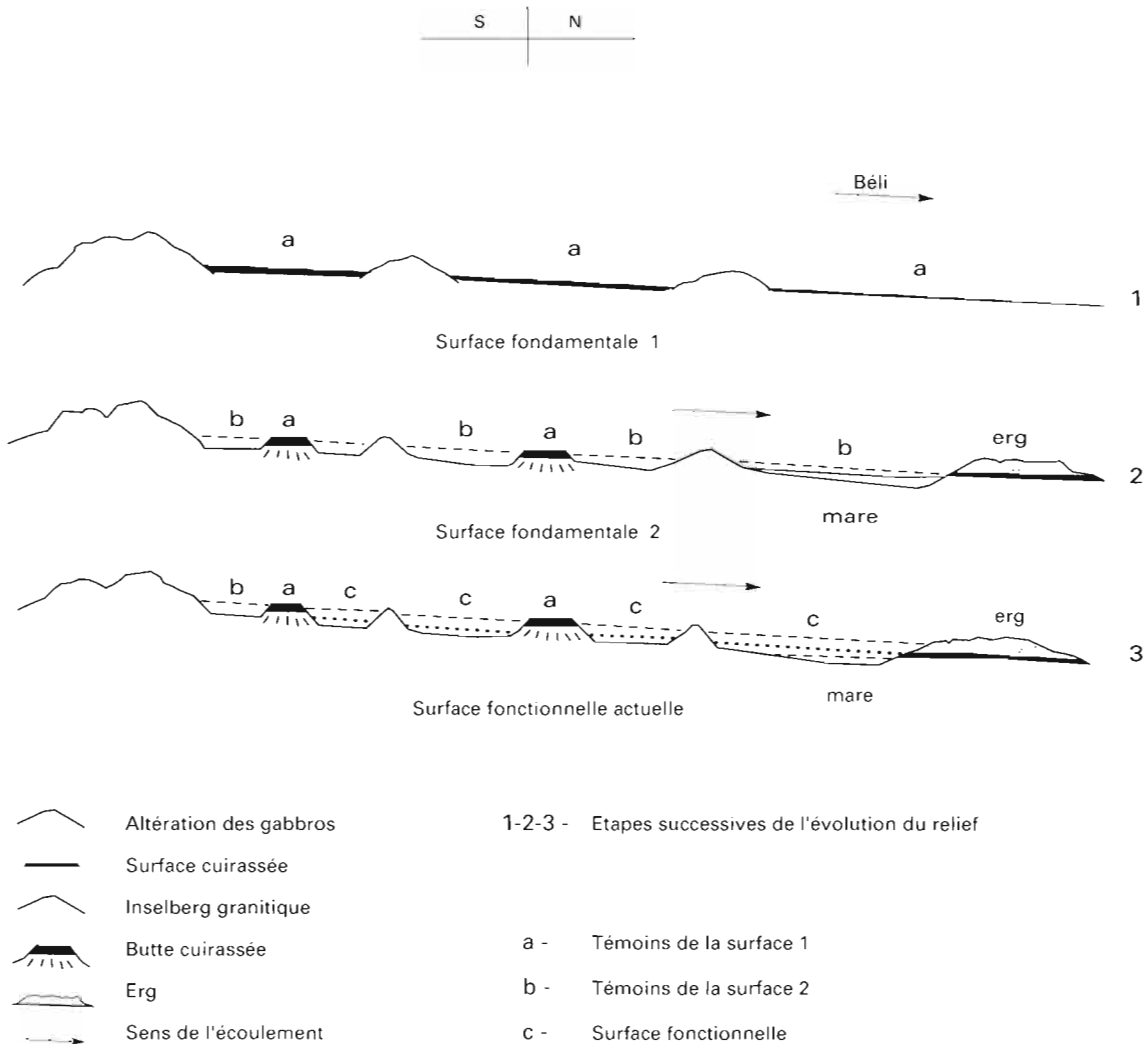 S N
Béli
a a a
1
Surface fondamentale 1
b a b a b b erg
2
mare
Surface fondamentale 2
b a c c a c c erg
3
mare
Surface fonctionnelle actuelle
Altération des gabbros
Surface cuirassée
Inselberg granitique
Butte cuirassée
Erg
Sens de l'écoulement
1-2-3 - Etapes successives de l'évolution du relief
a - Témoins de la surface 1
b - Témoins de la surface 2
c - Surface fonctionnelle